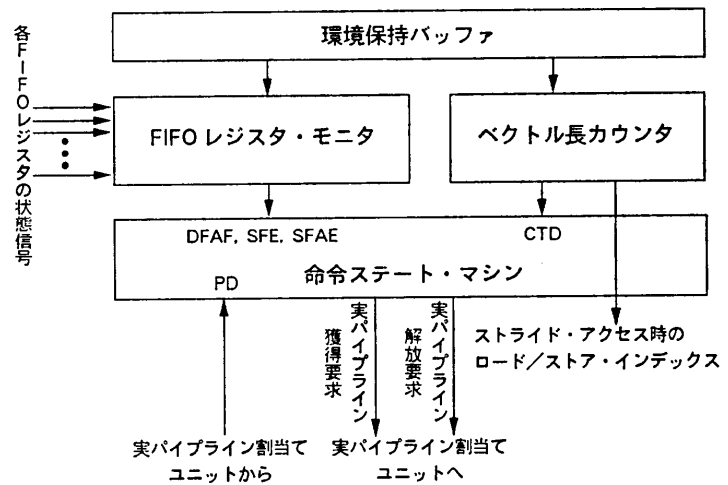 環境保持バッファ
各FIFOレジスタの状態信号
FIFO レジスタ・モニタ
ベクトル長カウンタ
DFAF, SFE, SFAE
CTD
命令ステート・マシン
PD
実パイプライン
獲得要求
実パイプライン
解放要求
ストライド・アクセス時の
ロード／ストア・インデックス
実パイプライン割当て
ユニットから
実パイプライン割当て
ユニットへ